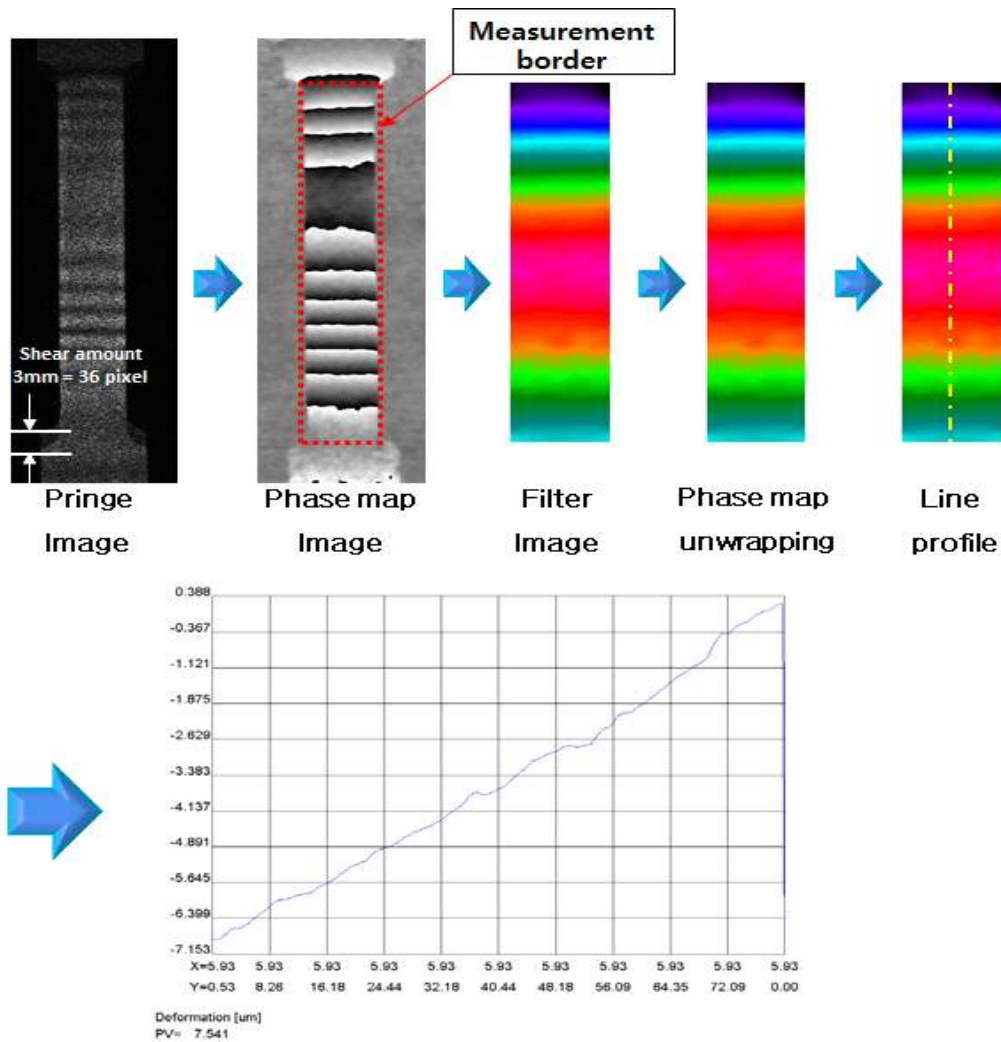 Measurement
border
Shear amount
3mm = 36 pixel
Pringe
Image
Phase map
Image
Filter
Image
Phase map
unwrapping
Line
profile
0.388
-0.367
-1.121
-1.875
-2.629
-3.383
-4.137
-4.891
-5.645
-6.399
-7.153
X=5.93 5.93 5.93 5.93 5.93 5.93 5.93 5.93 5.93 5.93 5.93
Y=0.53 8.26 16.18 24.44 32.18 40.44 48.18 56.09 64.35 72.09 0.00
Deformation [um]
PV= 7.541